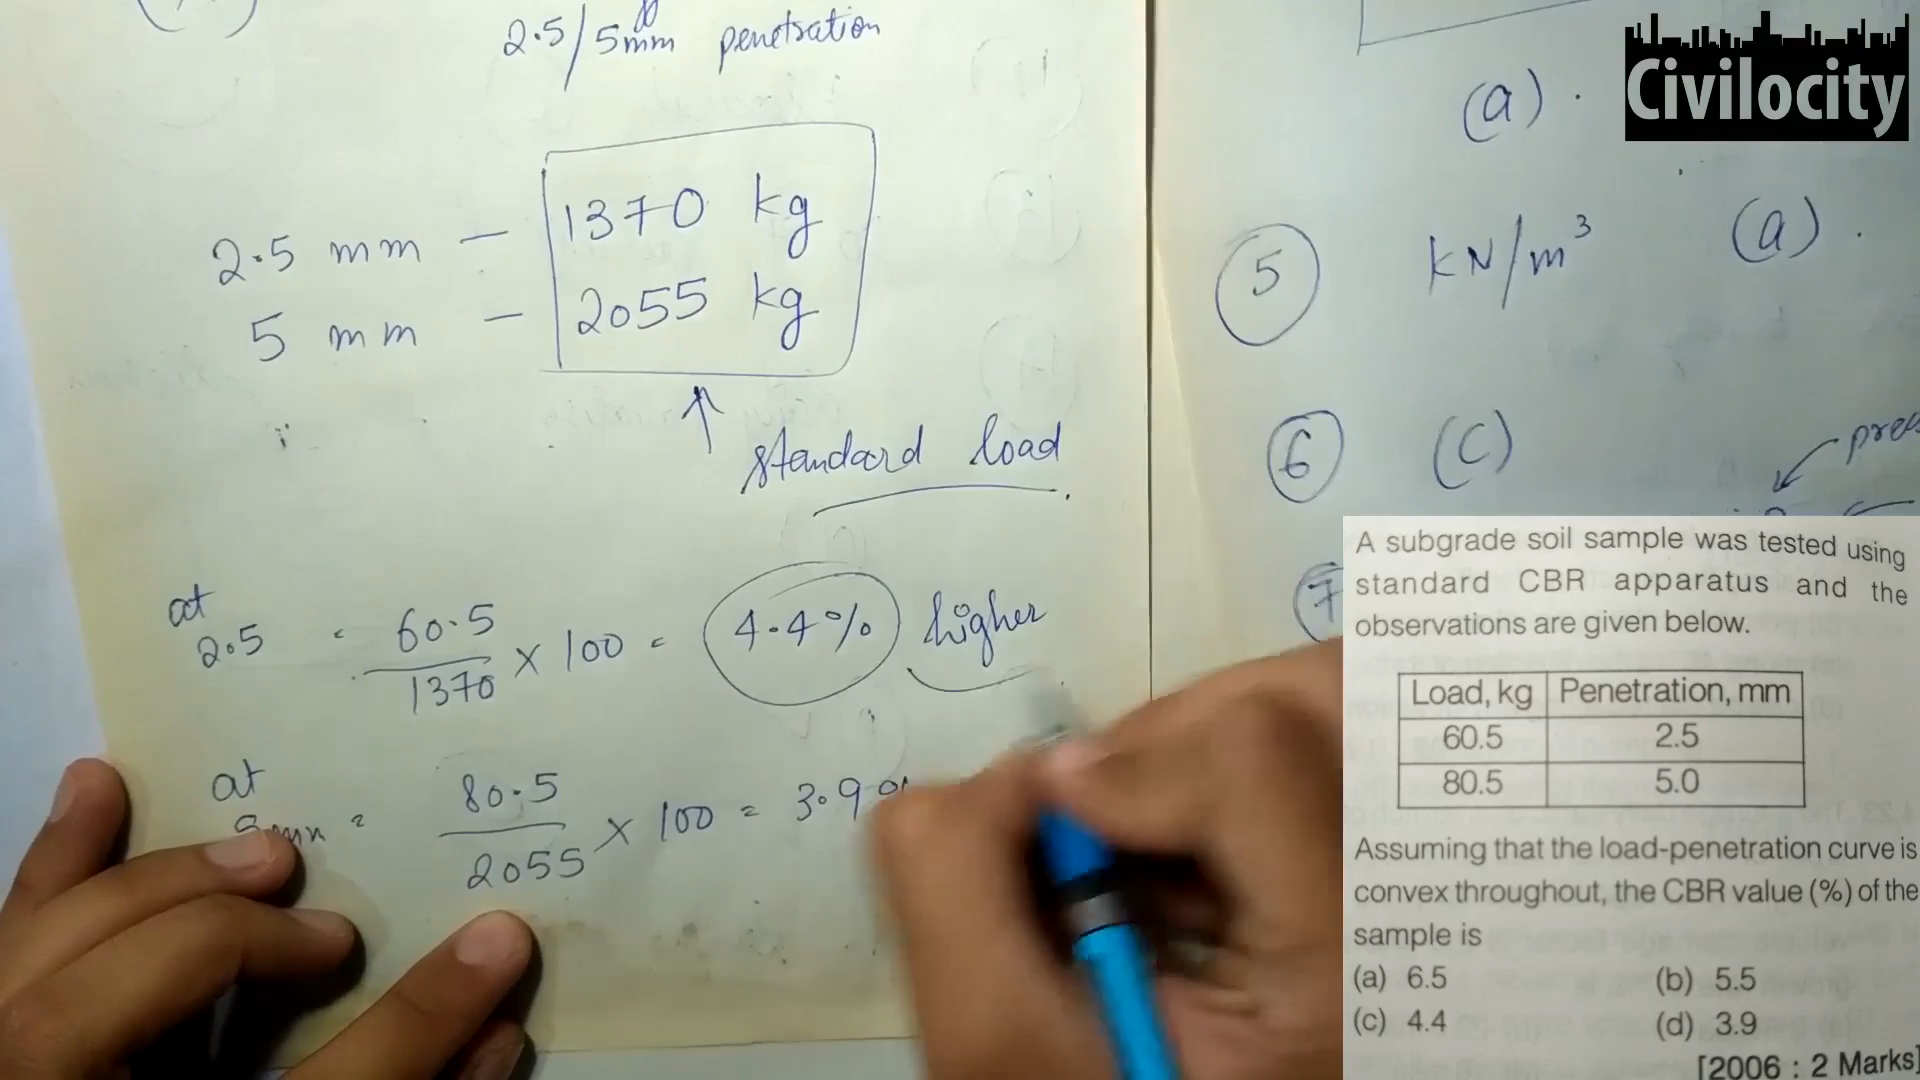 2.5/5mm penetration
2.5 mm - 1370 kg
5 mm - 2055 kg
standard load
at
2.5 = 60.5/1370 × 100 = 4.4% higher
at
= 80.5/2055 × 100 = 3.9
Civilocity
(a).
5 kN/m³ (a).
6 (c)
7
A subgrade soil sample was tested using
standard CBR apparatus and the
observations are given below.
Load, kg Penetration, mm
60.5 2.5
80.5 5.0
Assuming that the load-penetration curve is
convex throughout, the CBR value (%) of the
sample is
(a) 6.5 (b) 5.5
(c) 4.4 (d) 3.9
[2006 : 2 Marks]